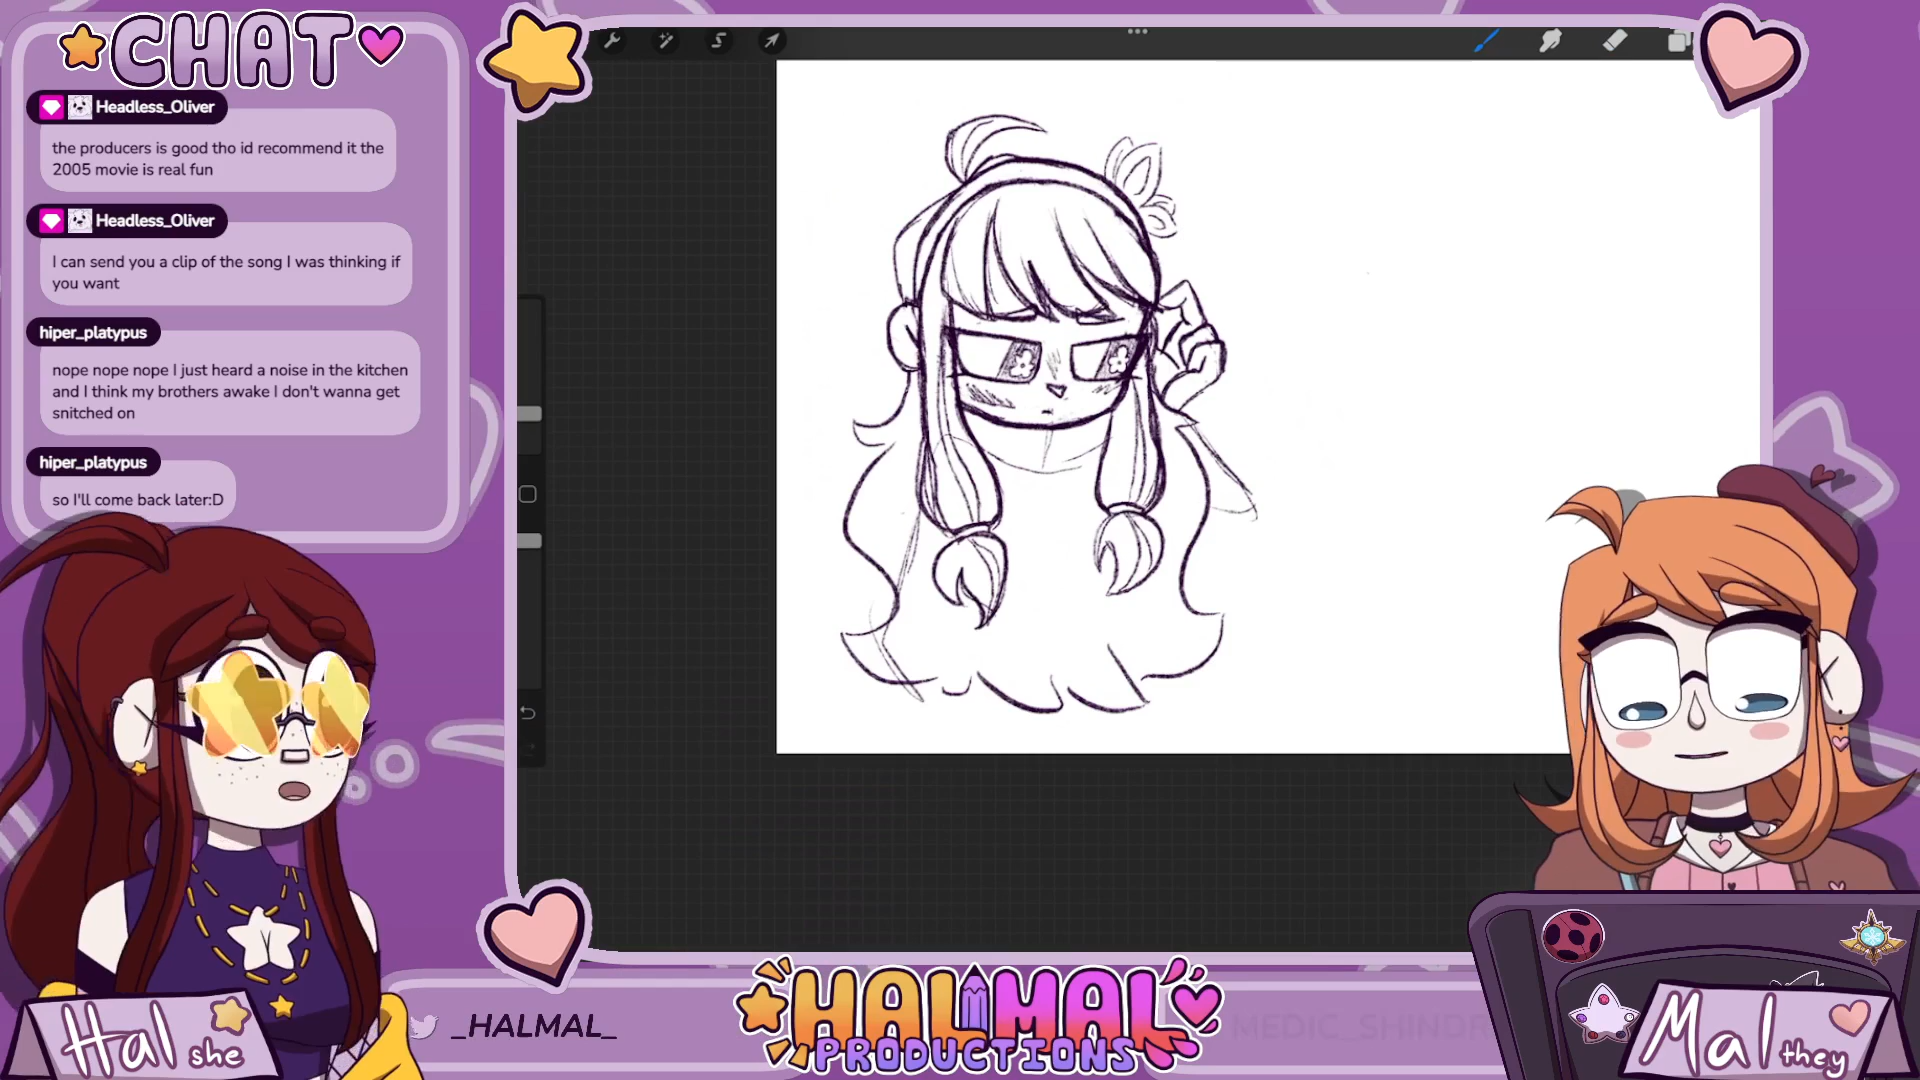 CHAT
Headless_Oliver
the producers is good tho id recommend it the
2005 movie is real fun
Headless_Oliver
I can send you a clip of the song I was thinking if
you want
hiper_platypus
nope nope nope I just heard a noise in the kitchen
and I think my brothers awake I don't wanna get
snitched on
hiper_platypus
so I'll come back later:D
Hal she
_HALMAL_
HALMAL
PRODUCTIONS
Mal they